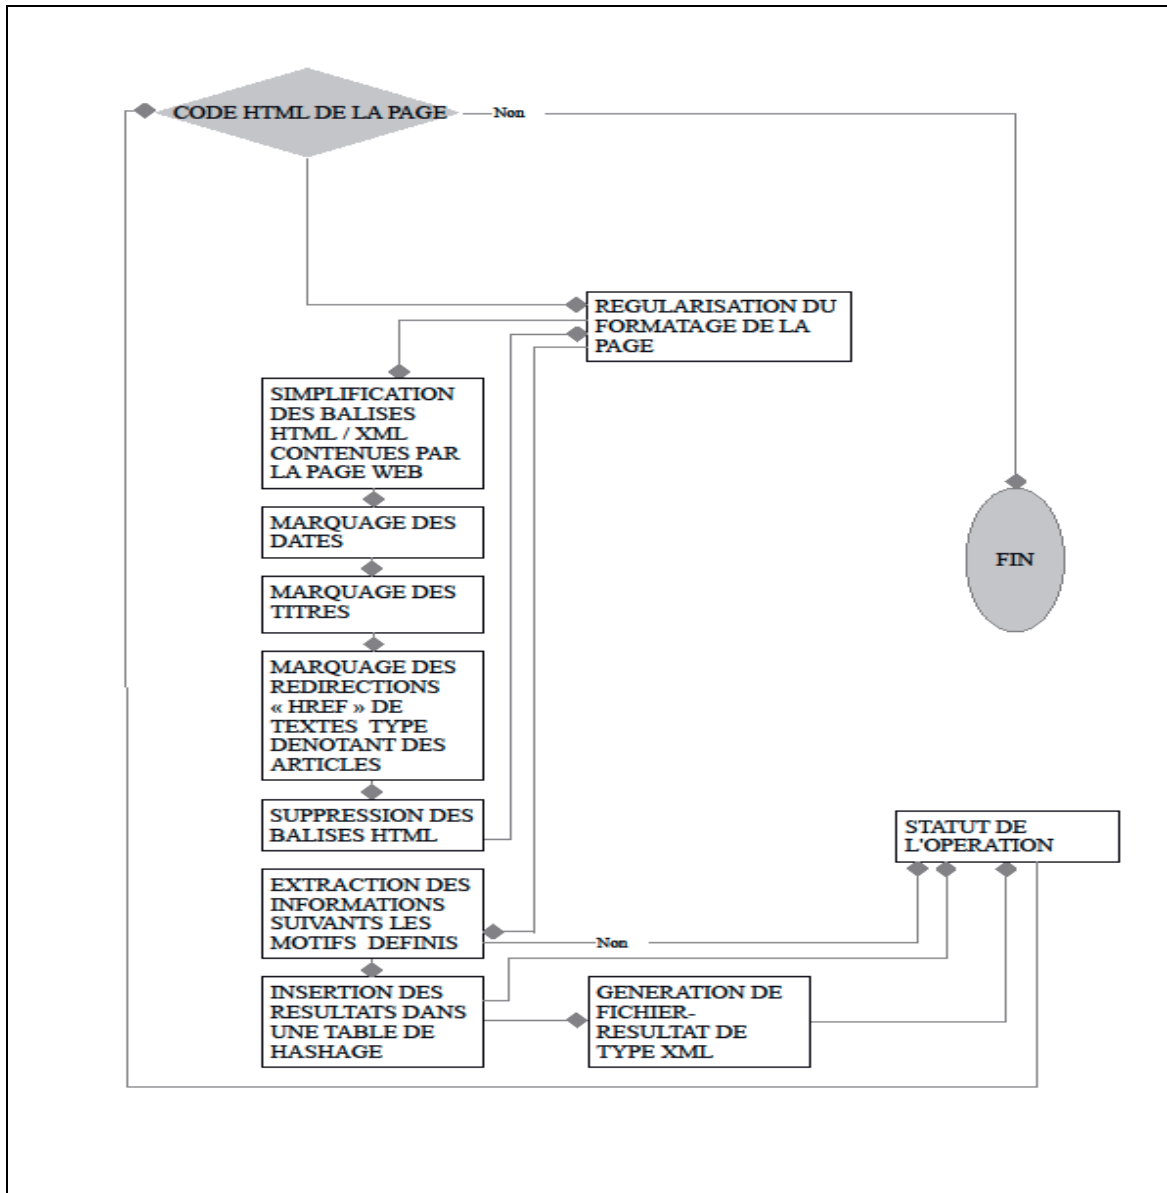 CODE HTML DE LA PAGE
Non
REGULARISATION DU
FORMATAGE DE LA
PAGE
SIMPLIFICATION
DES BALISES
HTML / XML
CONTENUES PAR
LA PAGE WEB
MARQUAGE DES
DATES
FIN
MARQUAGE DES
TITRES
MARQUAGE DES
REDIRECTIONS
« HREF » DE
TEXTES TYPE
DENOTANT DES
ARTICLES
SUPPRESSION DES
BALISES HTML
STATUT DE
L'OPERATION
EXTRACTION DES
INFORMATIONS
SUIVANTS LES
MOTIFS DEFINIS
Non
INSERTION DES
RESULTATS DANS
UNE TABLE DE
HASHAGE
GENERATION DE
FICHIER-
RESULTAT DE
TYPE XML